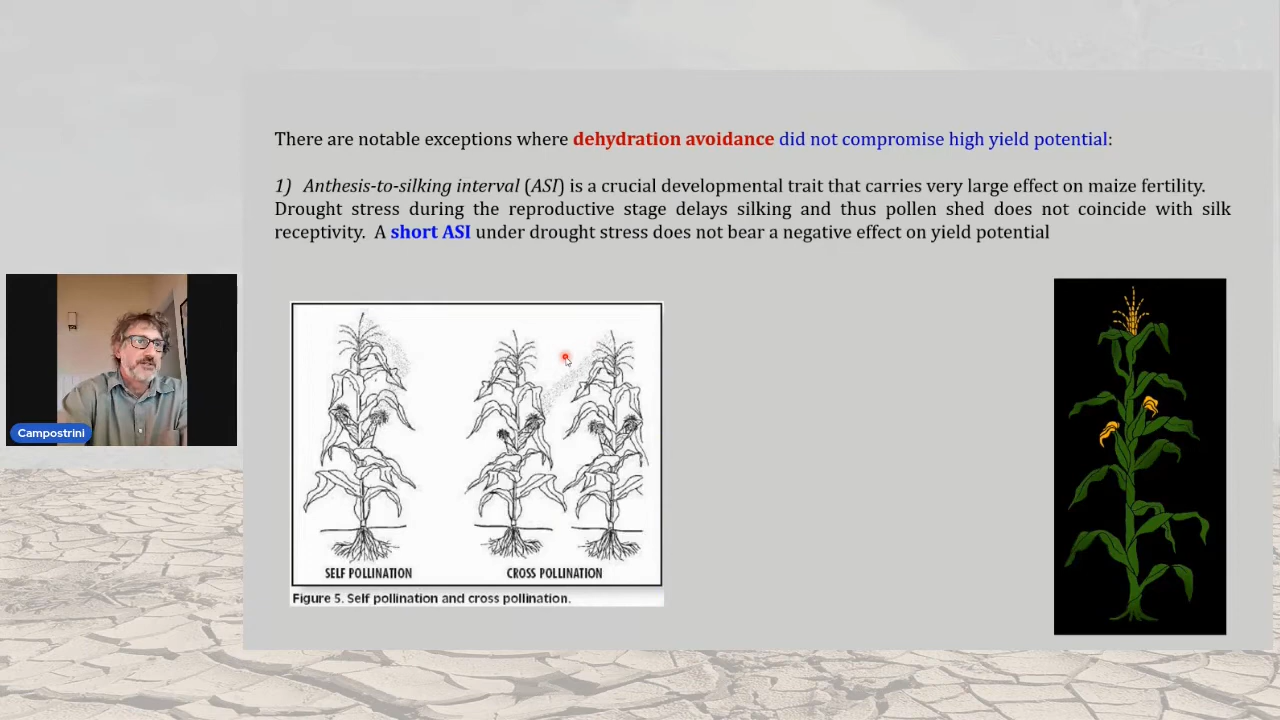 There are notable exceptions where dehydration avoidance did not compromise high yield potential:
1) Anthesis-to-silking interval (ASI) is a crucial developmental trait that carries very large effect on maize fertility.
Drought stress during the reproductive stage delays silking and thus pollen shed does not coincide with silk
receptivity. A short ASI under drought stress does not bear a negative effect on yield potential
Campostrini
SELF POLLINATION
CROSS POLLINATION
Figure 5. Self pollination and cross pollination.